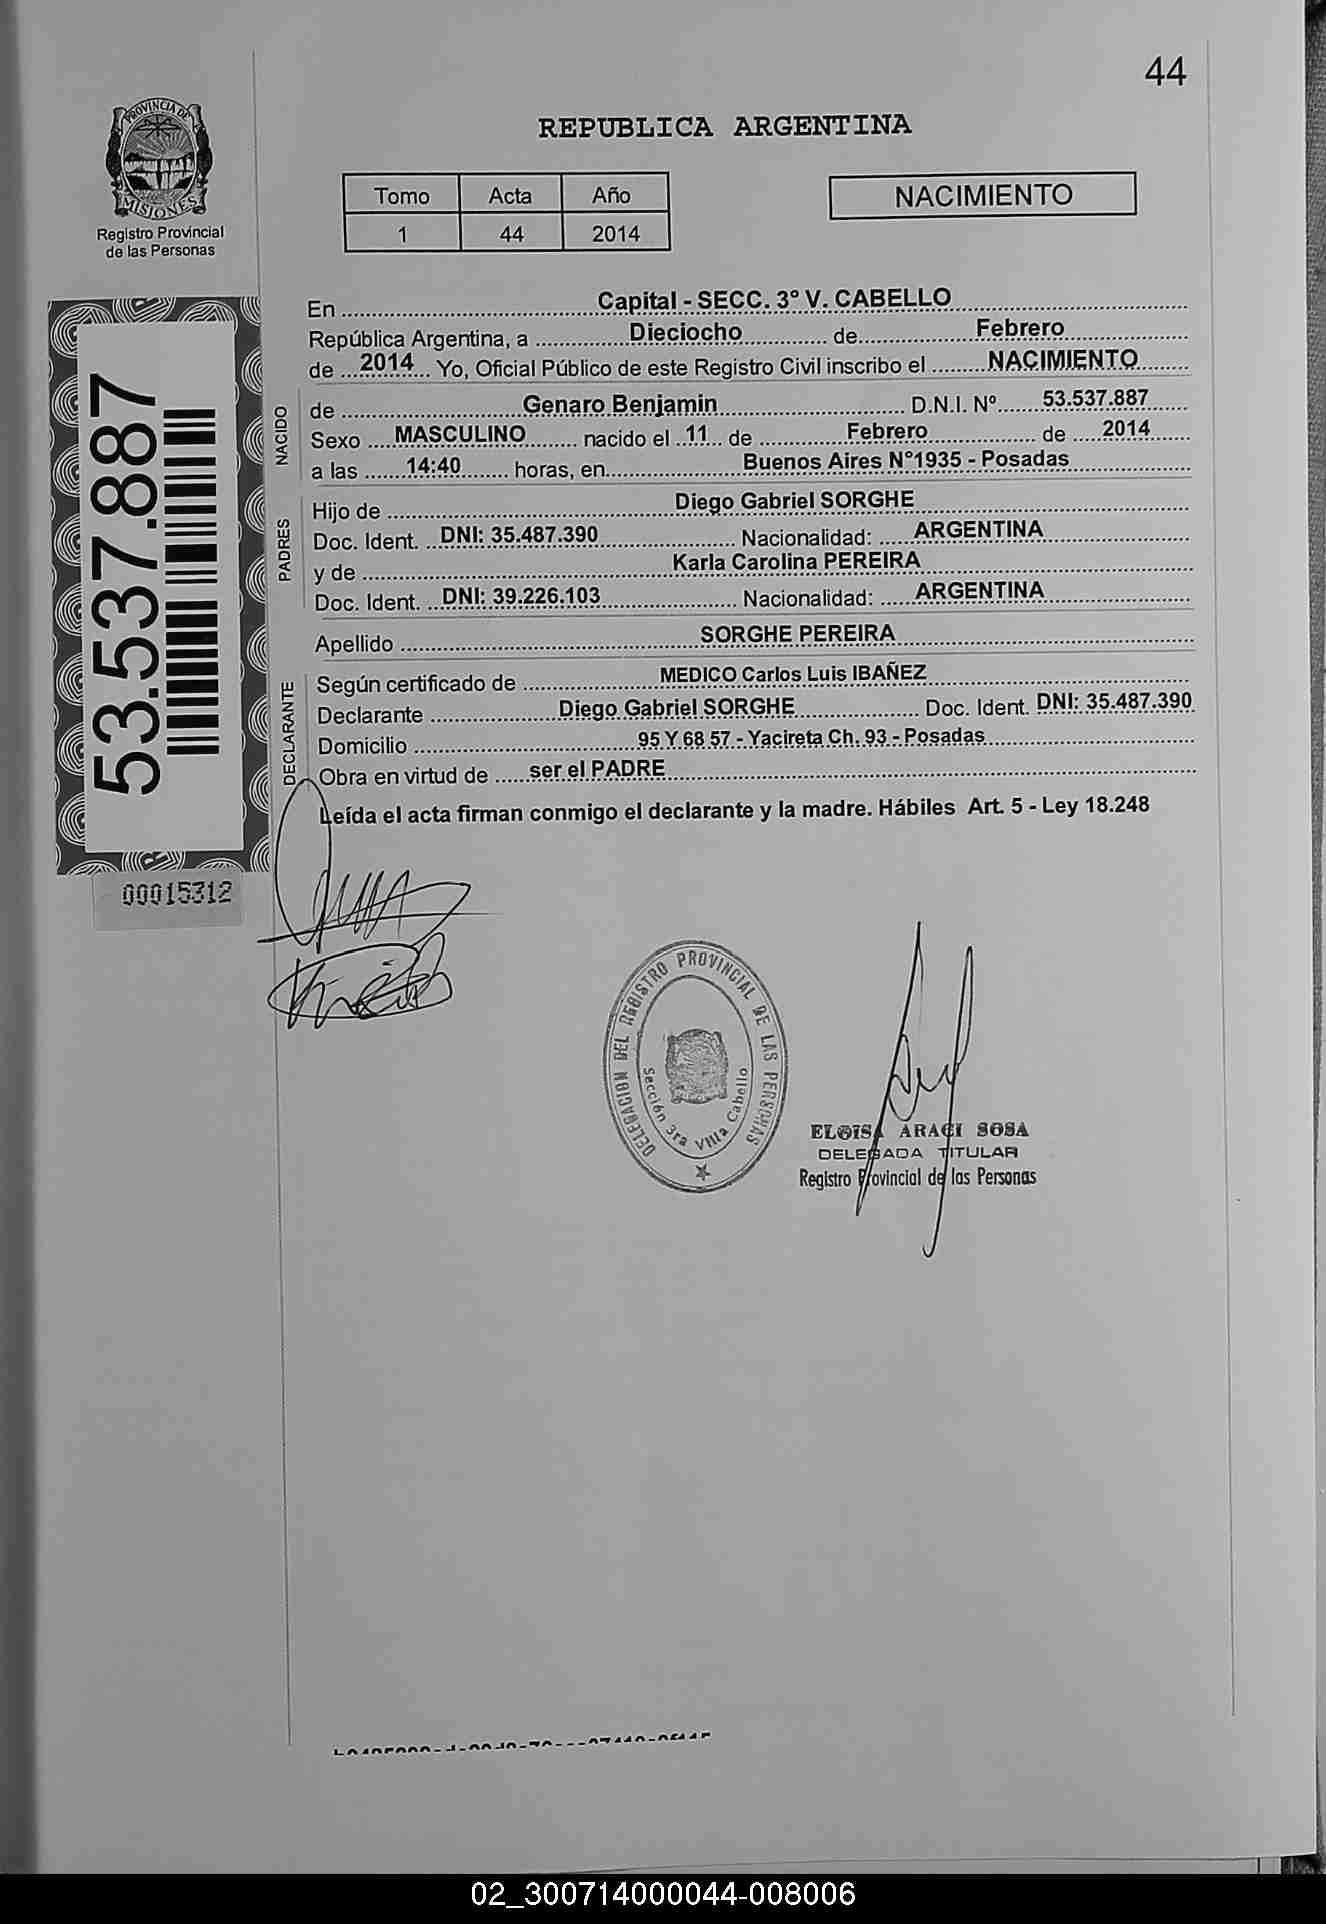 44
PROVINCIA DE
MISIONES
Registro Provincial
de las Personas
REPUBLICA ARGENTINA
Tomo Acta Año
1 44 2014
NACIMIENTO
53.537.887
00015312
En Capital - SECC. 3° V. CABELLO
República Argentina, a Dieciocho de Febrero
de 2014 Yo, Oficial Público de este Registro Civil inscribo el NACIMIENTO
NACIDO
de Genaro Benjamin D.N.I. Nº 53.537.887
Sexo MASCULINO nacido el 11 de Febrero de 2014
a las 14:40 horas, en Buenos Aires N°1935 - Posadas
PADRES
Hijo de Diego Gabriel SORGHE
Doc. Ident. DNI: 35.487.390 Nacionalidad: ARGENTINA
y de Karla Carolina PEREIRA
Doc. Ident. DNI: 39.226.103 Nacionalidad: ARGENTINA
Apellido SORGHE PEREIRA
DECLARANTE
Según certificado de MEDICO Carlos Luis IBAÑEZ
Declarante Diego Gabriel SORGHE Doc. Ident. DNI: 35.487.390
Domicilio 95 Y 68 57 - Yacireta Ch. 93 - Posadas
Obra en virtud de ser el PADRE
Leída el acta firman conmigo el declarante y la madre. Hábiles Art. 5 - Ley 18.248
DELEGACION DEL REGISTRO PROVINCIAL DE LAS PERSONAS
Sección 3ra Villa Cabello
ELOISA ARACI SOSA
DELEGADA TITULAR
Registro Provincial de las Personas
02_300714000044-008006